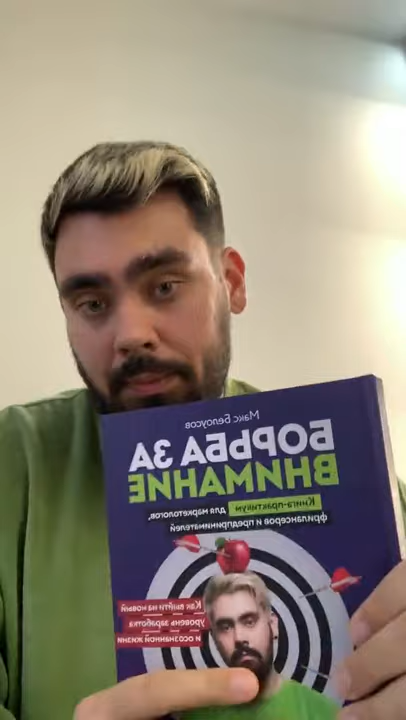 Макс Белоусов
БОРЬБА ЗА
ВНИМАНИЕ
Книга-практикум для маркетологов,
фрилансеров и предпринимателей
Как выйти на новый
уровень заработка
и осознанной жизни